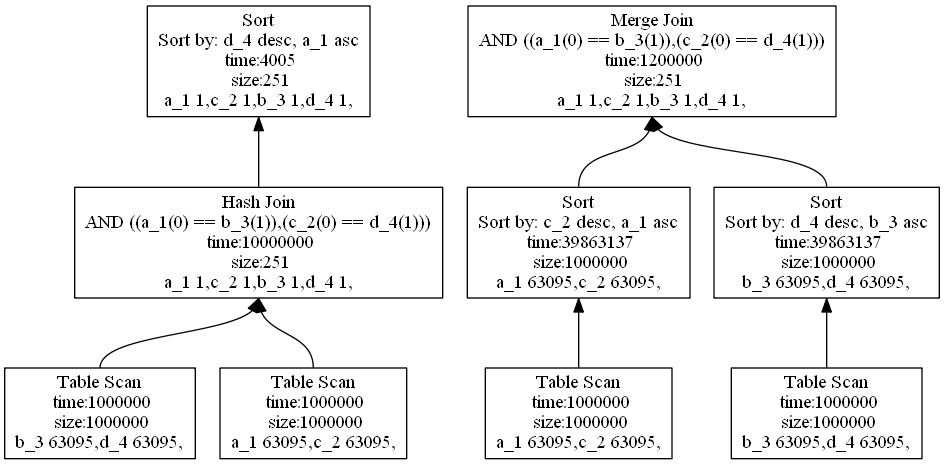 Sort
Sort by: d_4 desc, a_1 asc
time:4005
size:251
a_1 1,c_2 1,b_3 1,d_4 1,
Merge Join
AND ((a_1(0) == b_3(1)),(c_2(0) == d_4(1)))
time:1200000
size:251
a_1 1,c_2 1,b_3 1,d_4 1,
Hash Join
AND ((a_1(0) == b_3(1)),(c_2(0) == d_4(1)))
time:10000000
size:251
a_1 1,c_2 1,b_3 1,d_4 1,
Sort
Sort by: c_2 desc, a_1 asc
time:39863137
size:1000000
a_1 63095,c_2 63095,
Sort
Sort by: d_4 desc, b_3 asc
time:39863137
size:1000000
b_3 63095,d_4 63095,
Table Scan
time:1000000
size:1000000
b_3 63095,d_4 63095,
Table Scan
time:1000000
size:1000000
a_1 63095,c_2 63095,
Table Scan
time:1000000
size:1000000
a_1 63095,c_2 63095,
Table Scan
time:1000000
size:1000000
b_3 63095,d_4 63095,